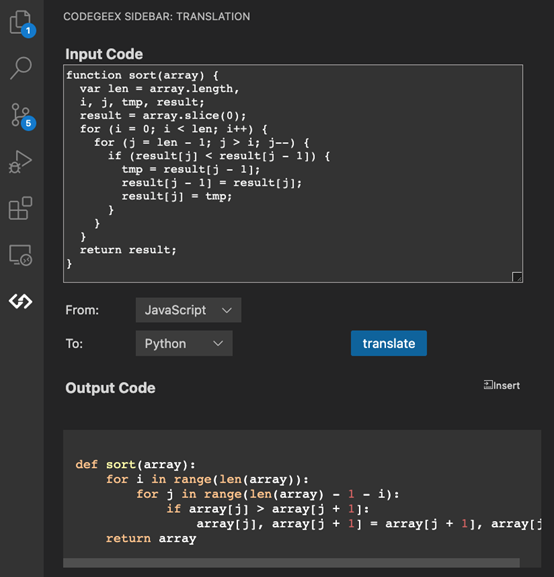 CODEGEEX SIDEBAR: TRANSLATION
1
5
Input Code
function sort(array) {
  var len = array.length,
  i, j, tmp, result;
  result = array.slice(0);
  for (i = 0; i < len; i++) {
    for (j = len - 1; j > i; j--) {
      if (result[j] < result[j - 1]) {
        tmp = result[j - 1];
        result[j - 1] = result[j];
        result[j] = tmp;
      }
    }
  }
  return result;
}
From: JavaScript
To: Python translate
Output Code Insert
def sort(array):
    for i in range(len(array)):
        for j in range(len(array) - 1 - i):
            if array[j] > array[j + 1]:
                array[j], array[j + 1] = array[j + 1], array[j
    return array